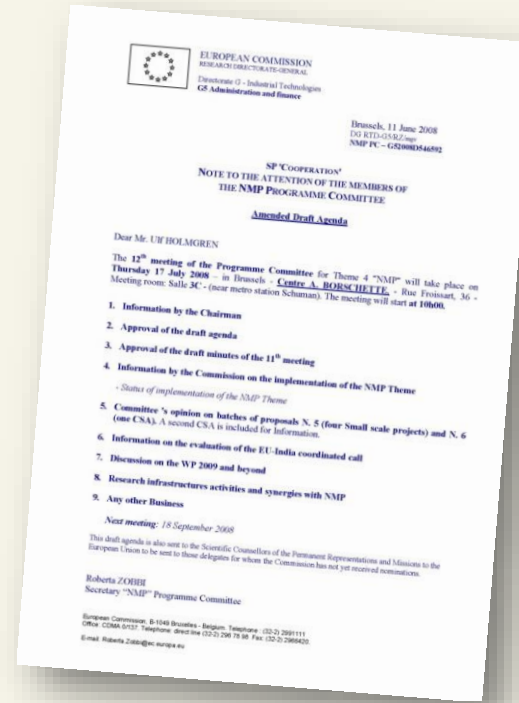 EUROPEAN COMMISSION
RESEARCH DIRECTORATE-GENERAL
Directorate G - Industrial Technologies
G5 Administration and finance
Brussels, 11 June 2008
DG RTD-G5/RZ/
NMP PC – G52008D546592
SP 'COOPERATION'
NOTE TO THE ATTENTION OF THE MEMBERS OF
THE NMP PROGRAMME COMMITTEE
Amended Draft Agenda
Dear Mr. Ulf HOLMGREN
The 12th meeting of the Programme Committee for Theme 4 "NMP" will take place on
Thursday 17 July 2008 – in Brussels - Centre A. BORSCHETTE, - Rue Froissart, 36 -
Meeting room: Salle 3C - (near metro station Schuman). The meeting will start at 10h00.
1. Information by the Chairman
2. Approval of the draft agenda
3. Approval of the draft minutes of the 11th meeting
4. Information by the Commission on the implementation of the NMP Theme
- Status of implementation of the NMP Theme
5. Committee 's opinion on batches of proposals N. 5 (four Small scale projects) and N. 6
(one CSA). A second CSA is included for Information.
6. Information on the evaluation of the EU-India coordinated call
7. Discussion on the WP 2009 and beyond
8. Research infrastructures activities and synergies with NMP
9. Any other Business
Next meeting: 18 September 2008
This draft agenda is also sent to the Scientific Counsellors of the Permanent Representations and Missions to the
European Union to be sent to those delegates for whom the Commission has not yet received nominations.
Roberta ZOBBI
Secretary "NMP" Programme Committee
European Commission, B-1049 Bruxelles - Belgium. Telephone : (32-2) 2991111
Office: CDMA 0/137. Telephone: direct line (32-2) 296 78 98 Fax: (32-2) 2966420.
E-mail: Roberta.Zobbi@ec.europa.eu